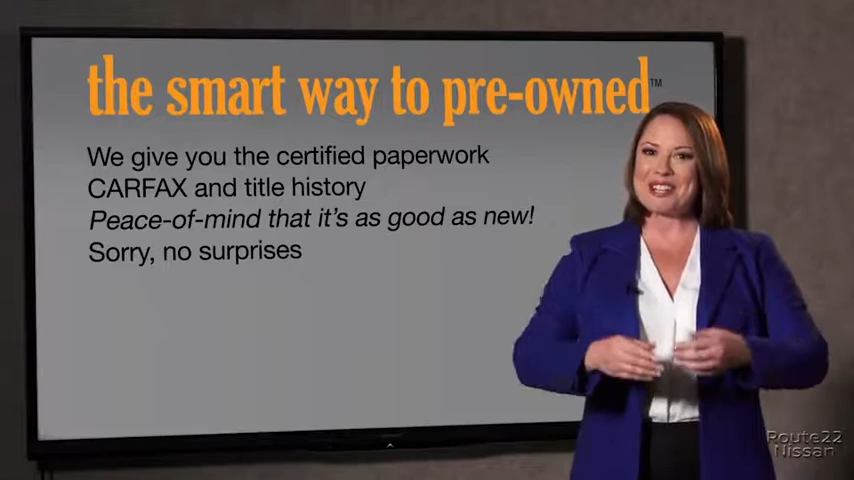 the smart way to pre-owned™
We give you the certified paperwork
CARFAX and title history
Peace-of-mind that it's as good as new!
Sorry, no surprises
Route22
Nissan